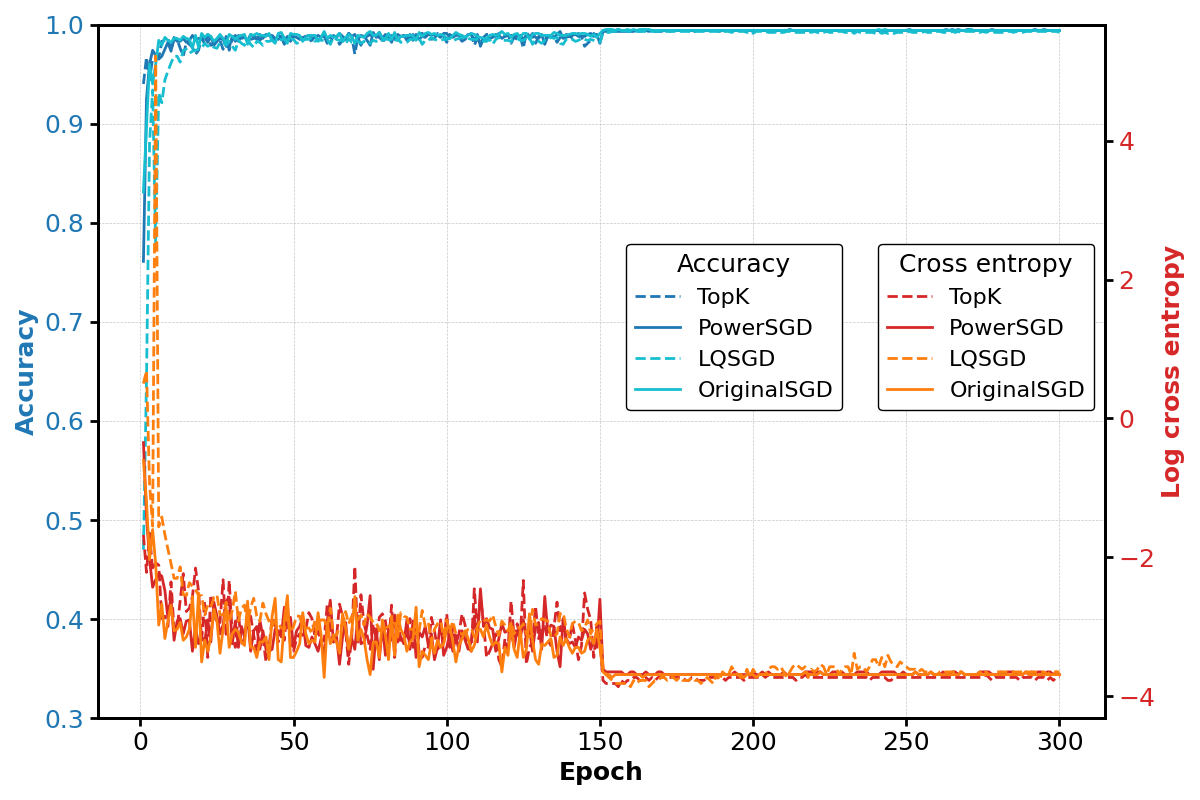 1.0
0.9
0.8
0.7
0.6
0.5
0.4
0.3
Accuracy
4
2
0
−2
−4
Log cross entropy
Accuracy
TopK
PowerSGD
LQSGD
OriginalSGD
Cross entropy
TopK
PowerSGD
LQSGD
OriginalSGD
0 50 100 150 200 250 300
Epoch